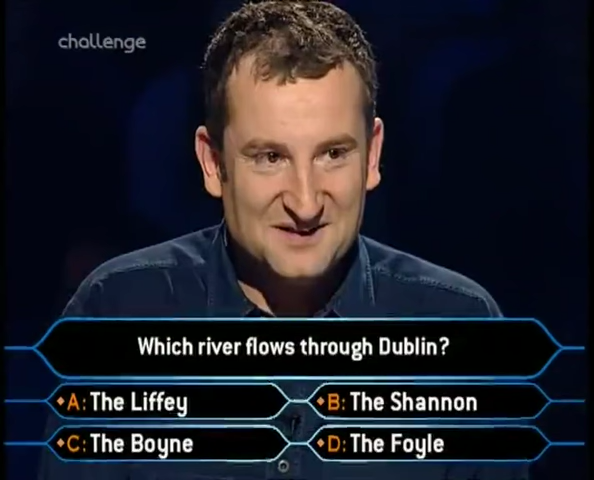 challenge
Which river flows through Dublin?
A: The Liffey
B: The Shannon
C: The Boyne
D: The Foyle